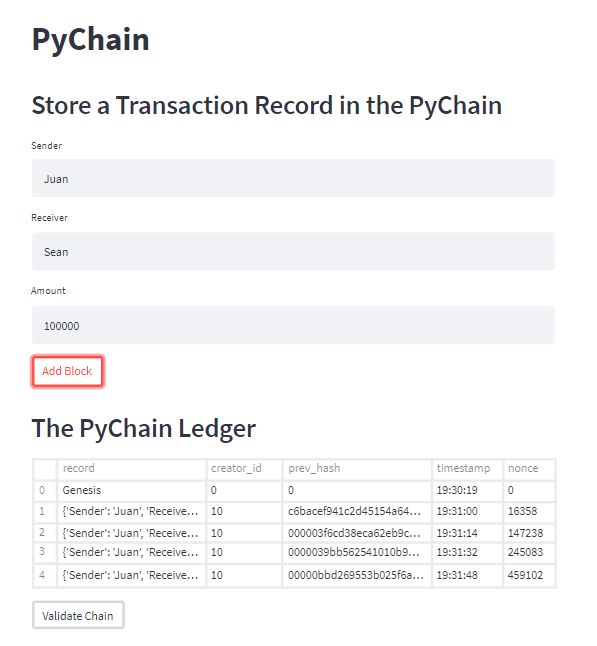 PyChain
Store a Transaction Record in the PyChain
Sender
Juan
Receiver
Sean
Amount
100000
Add Block
The PyChain Ledger
record creator_id prev_hash timestamp nonce
0 Genesis 0 0 19:30:19 0
1 {'Sender': 'Juan', 'Receive... 10 c6bacef941c2d45154a64... 19:31:00 16358
2 {'Sender': 'Juan', 'Receive... 10 000003f6cd38eca62eb9c... 19:31:14 147238
3 {'Sender': 'Juan', 'Receive... 10 0000039bb562541010b9... 19:31:32 245083
4 {'Sender': 'Juan', 'Receive... 10 00000bbd269553b025f6a... 19:31:48 459102
Validate Chain